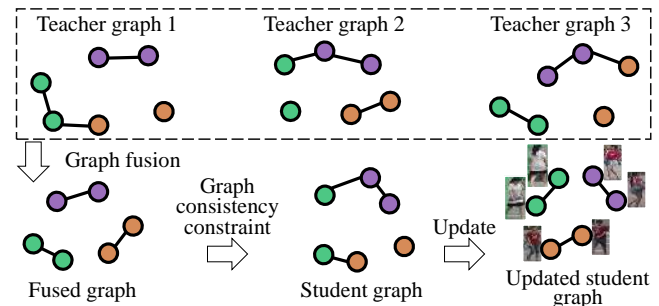 Teacher graph 1
Teacher graph 2
Teacher graph 3
Graph fusion
Graph
consistency
constraint
Update
Fused graph
Student graph
Updated student
graph